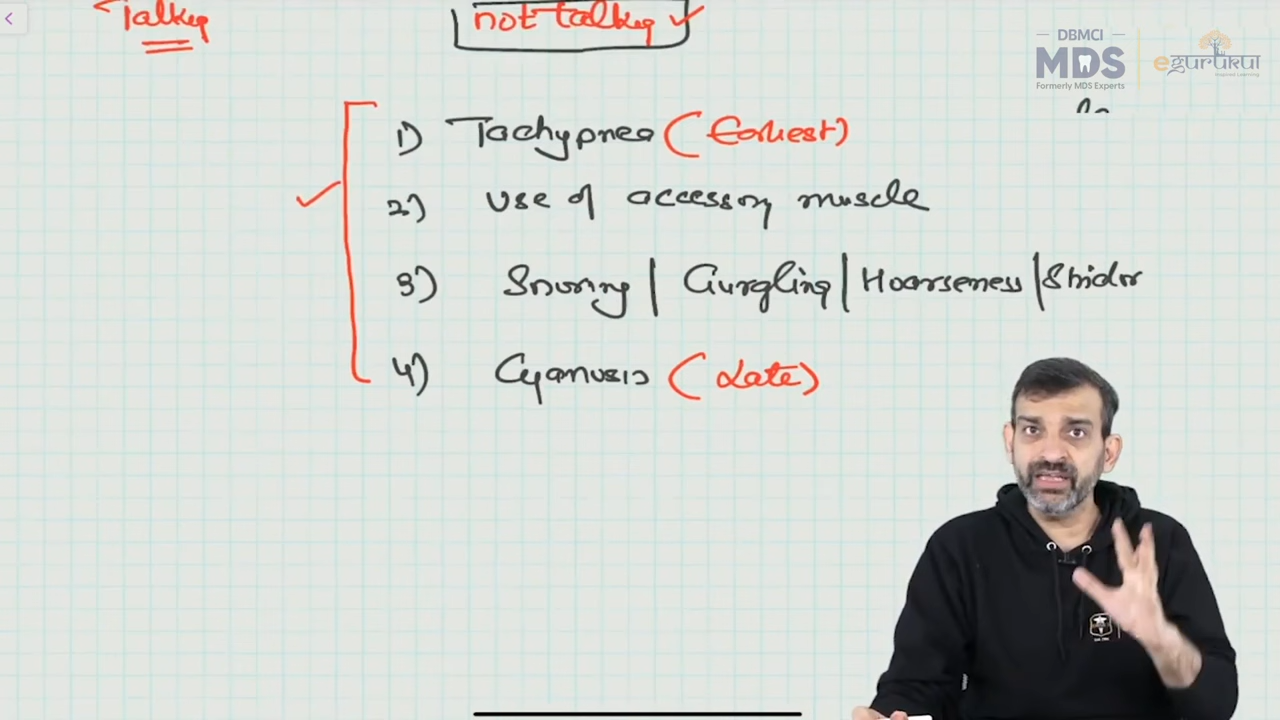 Talking
not talking ✓
DBMCI
MDS
Formerly MDS Experts
egurukul
1) Tachypnea (Earliest)
2) use of accessory muscle
3) Snoring | Gurgling | Hoarseness | Stridor
4) Cyanosis (Late)